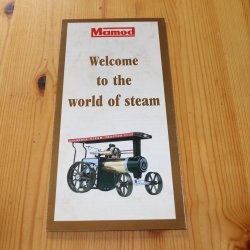 Mamod
Welcome
to the
world of steam